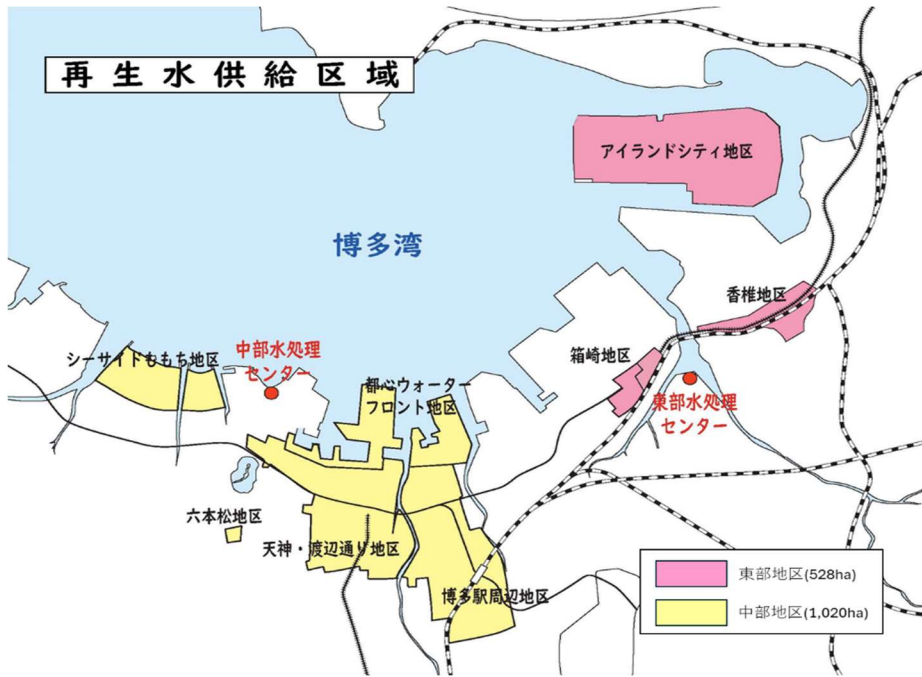 再生水供給区域
アイランドシティ地区
博多湾
香椎地区
シーサイドももち地区
中部水処理
センター
箱崎地区
都心ウォーター
フロント地区
東部水処理
センター
六本松地区
天神・渡辺通り地区
博多駅周辺地区
東部地区(528ha)
中部地区(1,020ha)